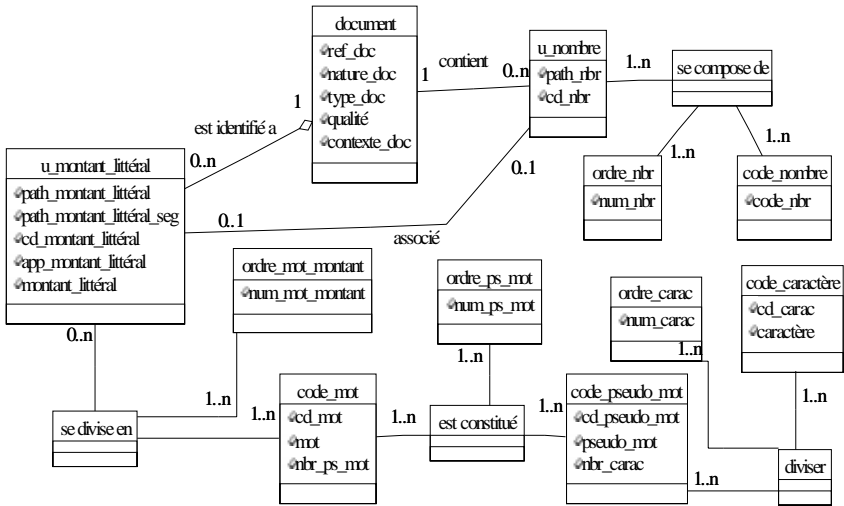 document
ref_doc
nature_doc
type_doc
qualité
contexte_doc
1
contient
0..n
u_nombre
path_nbr
cd_nbr
1..n
se compose de
1
est identifié a
0..n
0..1
1..n
1..n
u_montant_littéral
path_montant_littéral
path_montant_littéral_seg
cd_montant_littéral
app_montant_littéral
montant_littéral
0..1
associé
ordre_nbr
num_nbr
code_nombre
code_nbr
ordre_mot_montant
num_mot_montant
ordre_ps_mot
num_ps_mot
ordre_carac
num_carac
1..n
code_caractère
cd_carac
caractère
0..n
1..n
1..n
1..n
se divise en
1..n
code_mot
cd_mot
mot
nbr_ps_mot
1..n
est constitué
1..n
code_pseudo_mot
cd_pseudo_mot
pseudo_mot
nbr_carac
1..n
diviser